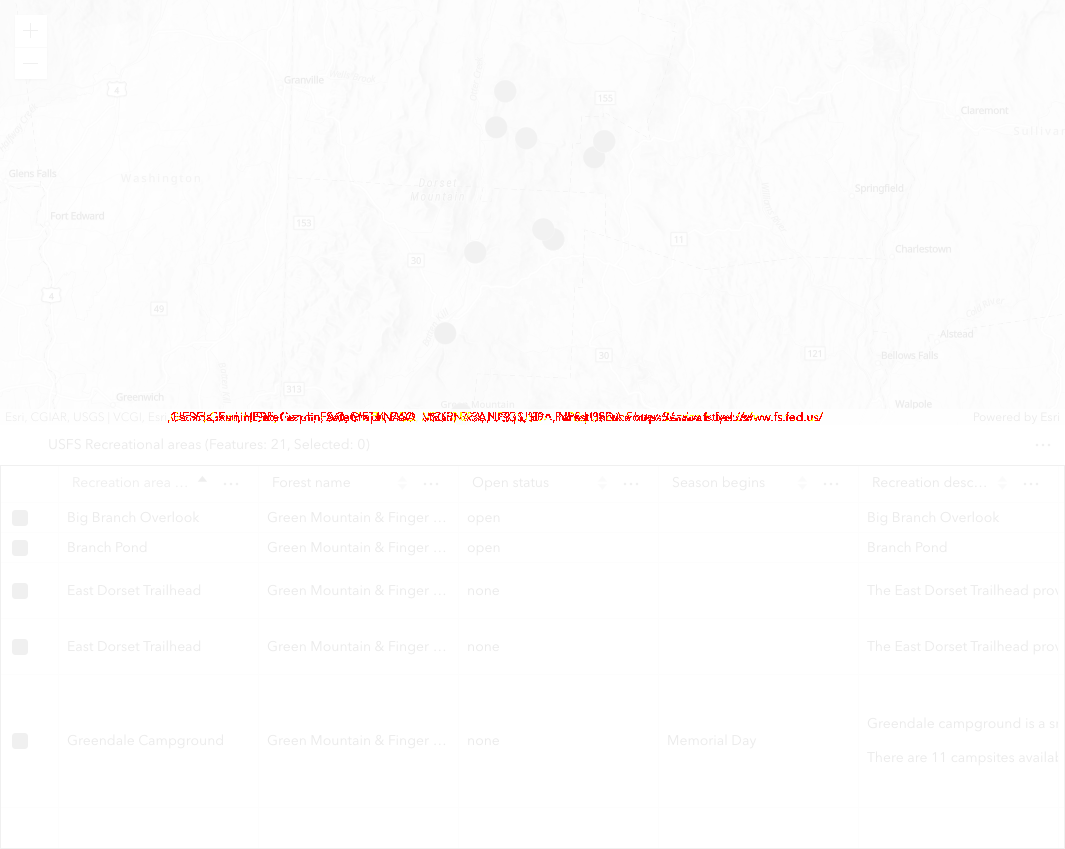 +
−
Granville
4
155
Claremont
Glens Falls
Washington
Dorset
Mountain
Springfield
Fort Edward
153
11
Charlestown
30
4
49
Alstead
30
121
Bellows Falls
313
Greenwich
Green Mountain
Walpole
Esri, CGIAR, USGS | VCGI, Esri
https://www.fs.fed.us/
Powered by Esri
USFS Recreational areas (Features: 21, Selected: 0)
Recreation area ... Forest name Open status Season begins Recreation desc...
Big Branch Overlook Green Mountain & Finger ... open Big Branch Overlook
Branch Pond Green Mountain & Finger ... open Branch Pond
East Dorset Trailhead Green Mountain & Finger ... none The East Dorset Trailhead prov
East Dorset Trailhead Green Mountain & Finger ... none The East Dorset Trailhead prov
Greendale campground is a sr
Greendale Campground Green Mountain & Finger ... none Memorial Day
There are 11 campsites availab